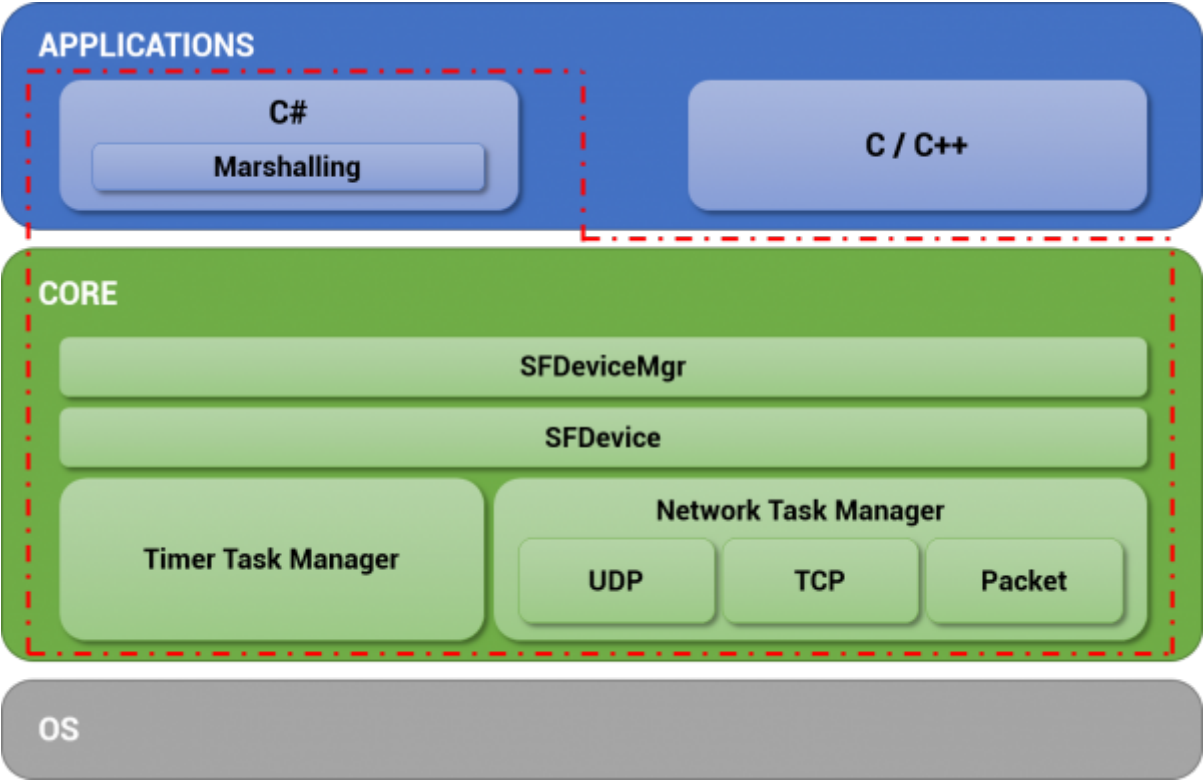 APPLICATIONS
C#
Marshalling
C / C++
CORE
SFDeviceMgr
SFDevice
Timer Task Manager
Network Task Manager
UDP
TCP
Packet
OS